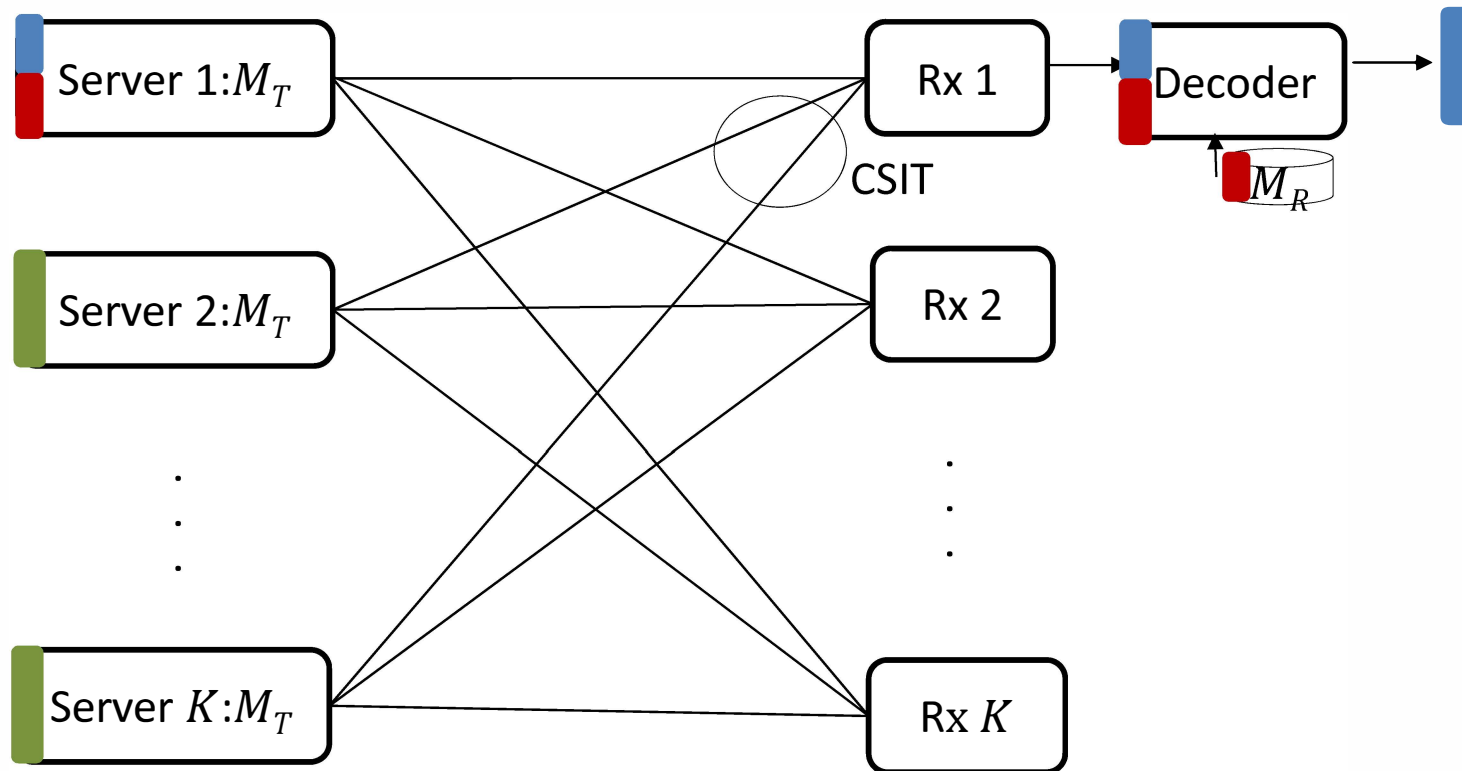 Server 1:M_T
Rx 1
Decoder
CSIT
M_R
Server 2:M_T
Rx 2
Server K:M_T
Rx K